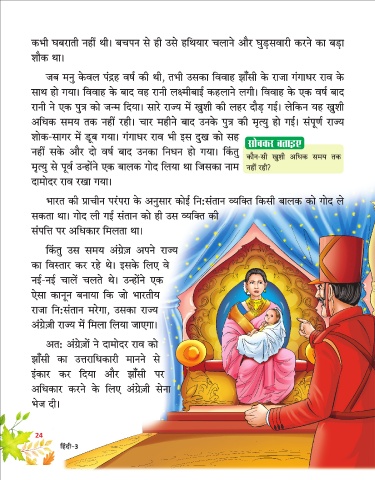 कभी घबराती नहीं थी। बचपन से ही उसे हथियार चलाने और घुड़सवारी करने का बड़ा
शौक था।
जब मनु केवल पंद्रह वर्ष की थी, तभी उसका विवाह झाँसी के राजा गंगाधर राव के
साथ हो गया। विवाह के बाद वह रानी लक्ष्मीबाई कहलाने लगी। विवाह के एक वर्ष बाद
रानी ने एक पुत्र को जन्म दिया। सारे राज्य में खुशी की लहर दौड़ गई। लेकिन यह खुशी
अधिक समय तक नहीं रही। चार महीने बाद उनके पुत्र की मृत्यु हो गई। संपूर्ण राज्य
शोक-सागर में डूब गया। गंगाधर राव भी इस दुख को सह
नहीं सके और दो वर्ष बाद उनका निधन हो गया। किंतु
मृत्यु से पूर्व उन्होंने एक बालक गोद लिया था जिसका नाम
दामोदर राव रखा गया।
सोचकर बताइए
कौन-सी खुशी अधिक समय तक
नहीं रही?
भारत की प्राचीन परंपरा के अनुसार कोई नि:संतान व्यक्ति किसी बालक को गोद ले
सकता था। गोद ली गई संतान को ही उस व्यक्ति की
संपत्ति पर अधिकार मिलता था।
किंतु उस समय अंग्रेज़ अपने राज्य
का विस्तार कर रहे थे। इसके लिए वे
नई-नई चालें चलते थे। उन्होंने एक
ऐसा कानून बनाया कि जो भारतीय
राजा नि:संतान मरेगा, उसका राज्य
अंग्रेज़ी राज्य में मिला लिया जाएगा।
अत: अंग्रेज़ों ने दामोदर राव को
झाँसी का उत्तराधिकारी मानने से
इंकार कर दिया और झाँसी पर
अधिकार करने के लिए अंग्रेज़ी सेना
भेज दी।
24
हिंदी-3